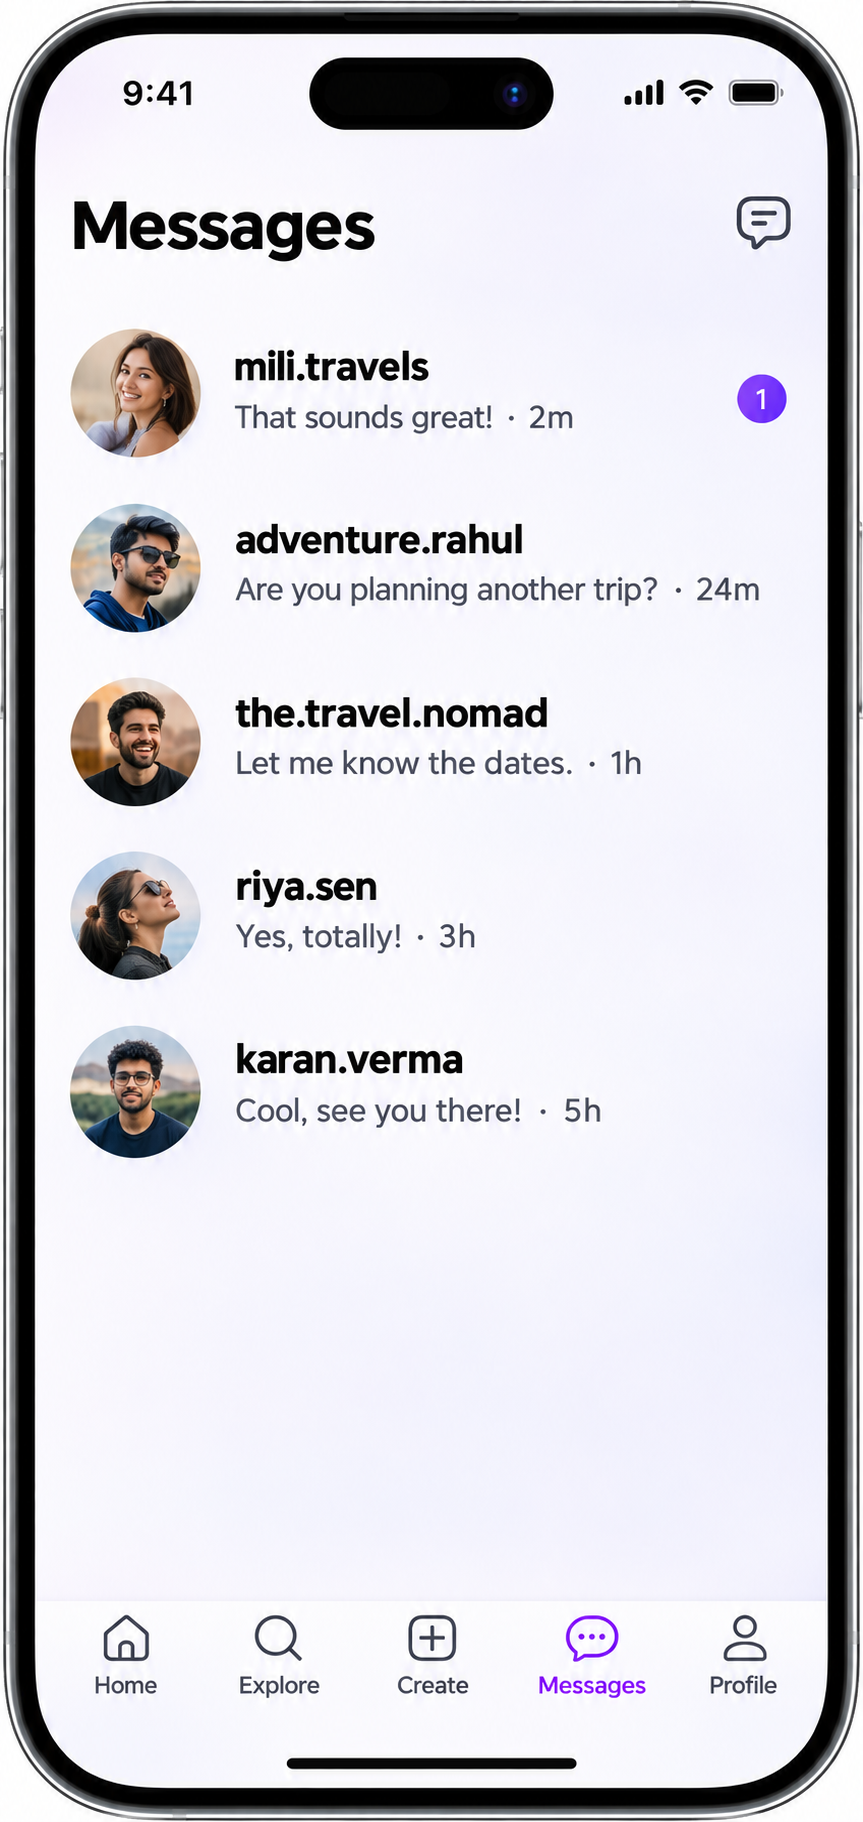 9:41
Messages
mili.travels
That sounds great! · 2m
1
adventure.rahul
Are you planning another trip? · 24m
the.travel.nomad
Let me know the dates. · 1h
riya.sen
Yes, totally! · 3h
karan.verma
Cool, see you there! · 5h
Home Explore Create Messages Profile